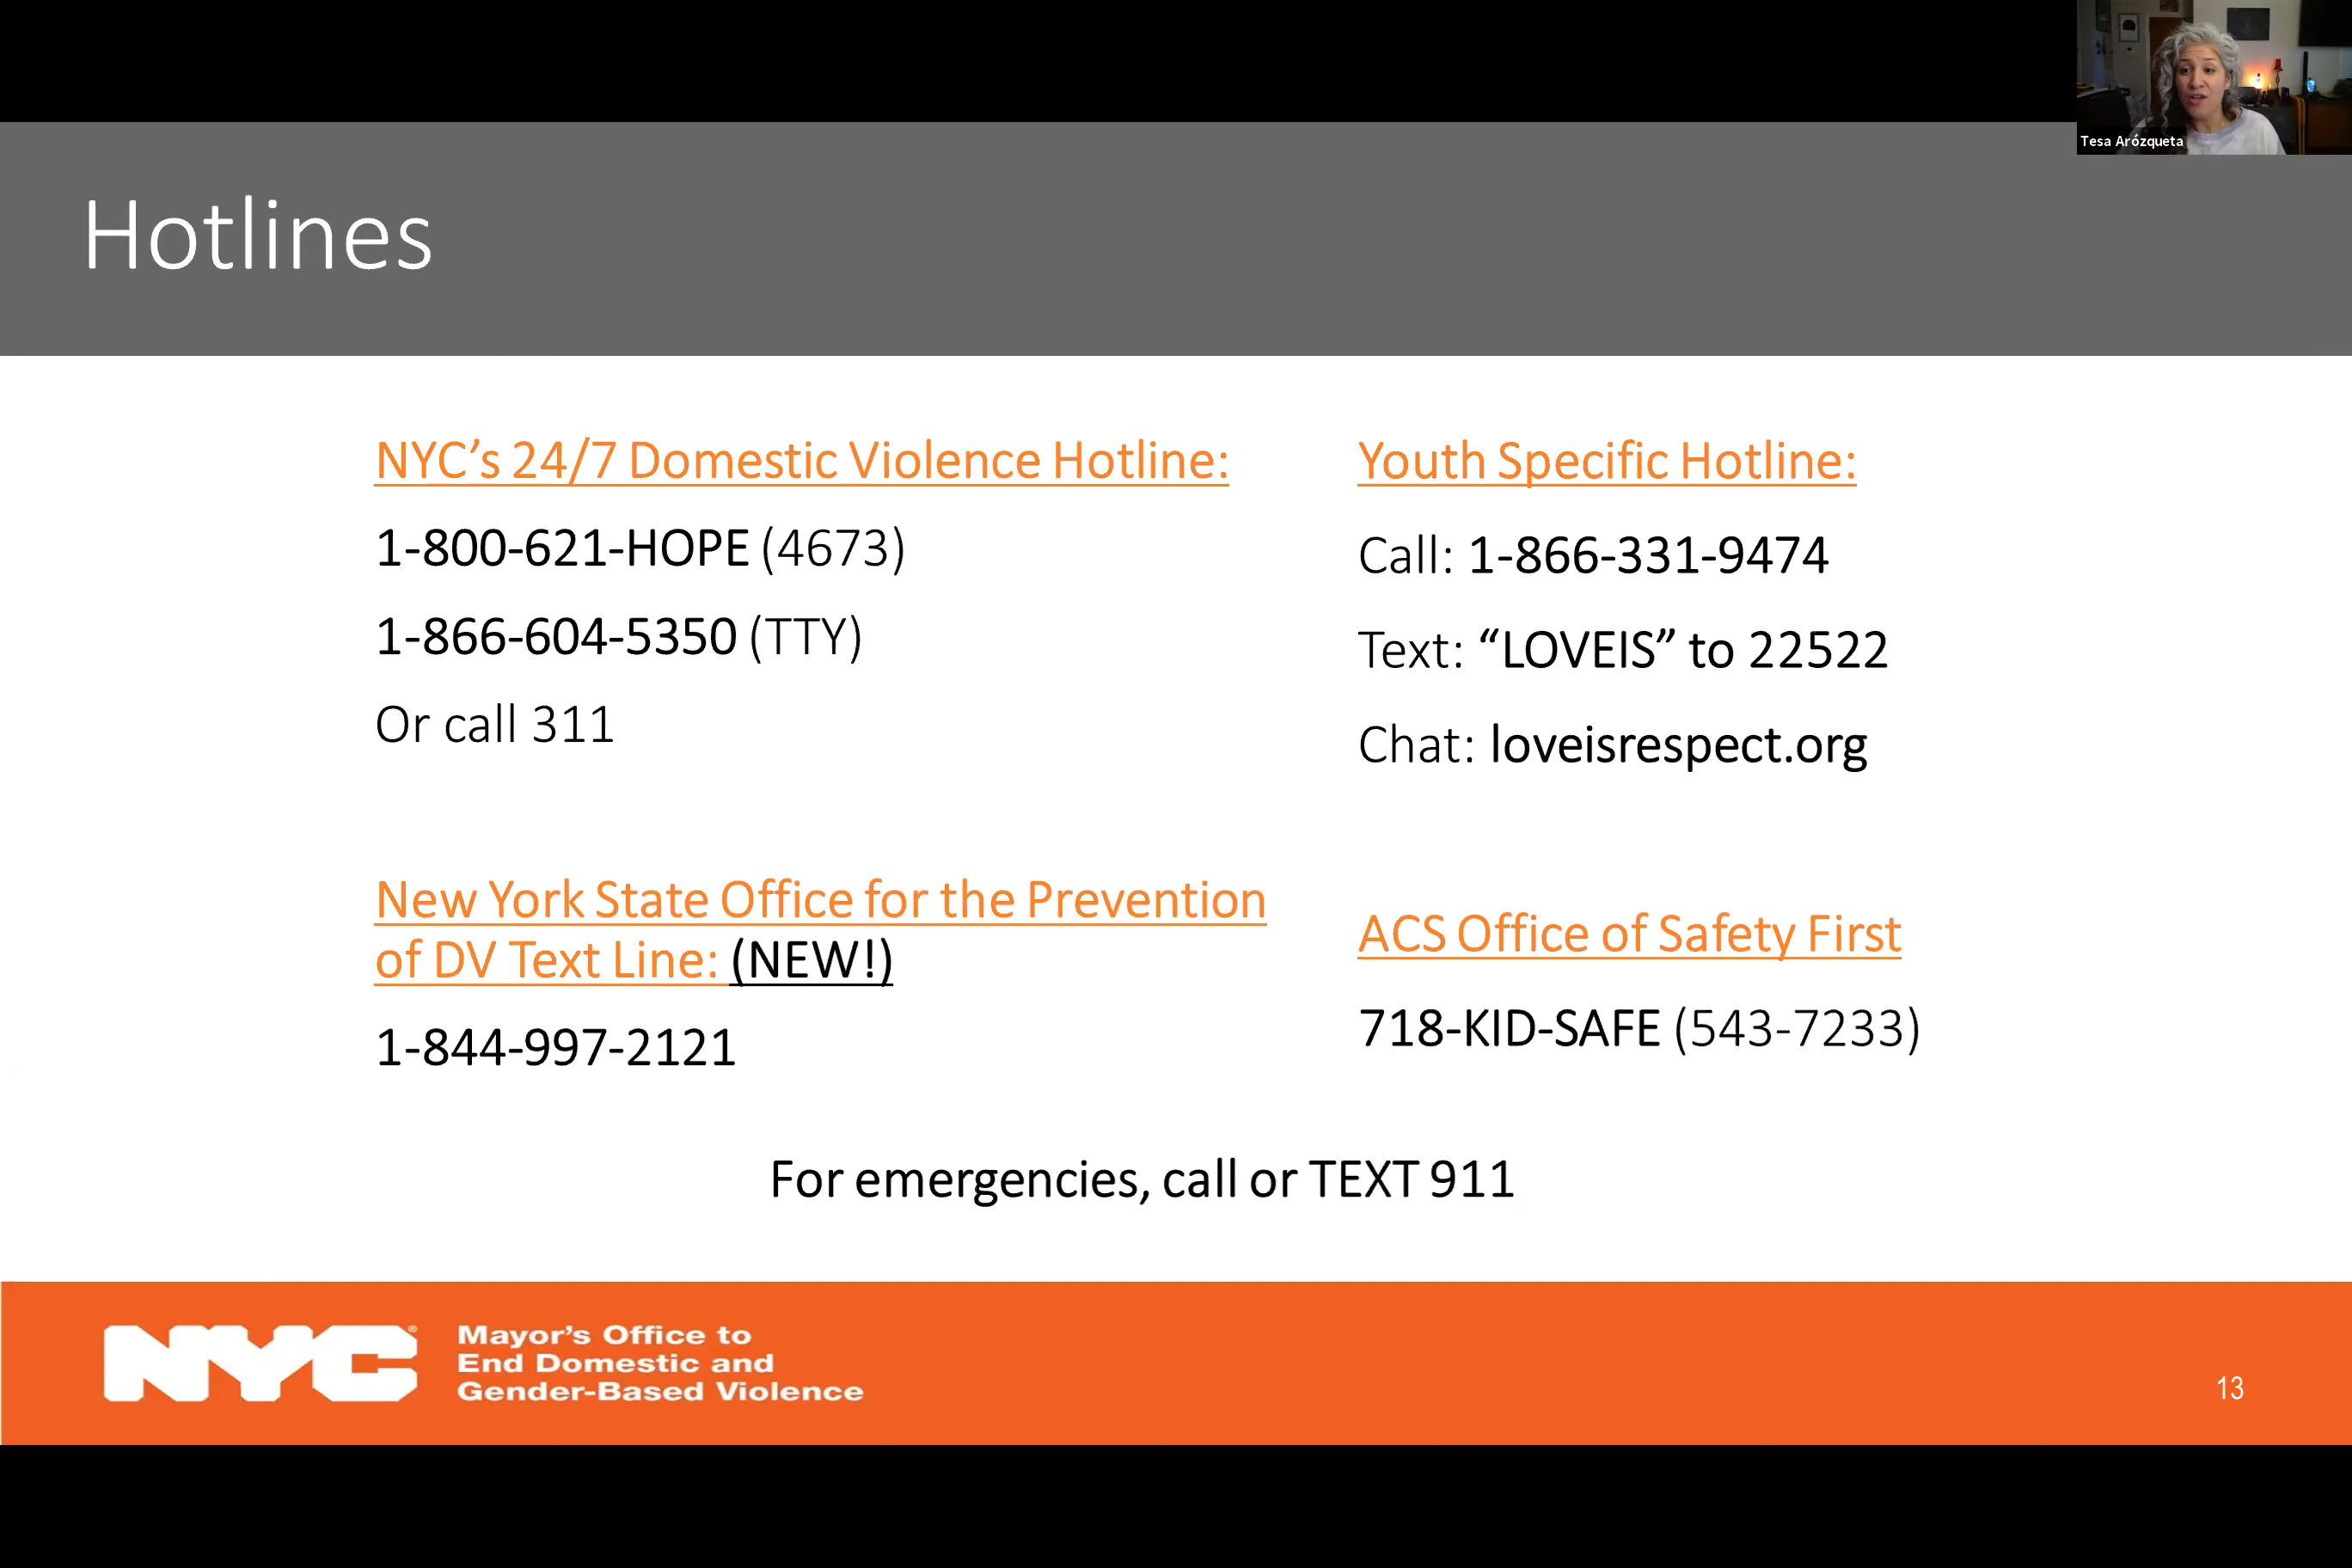 Tesa Arózqueta
Hotlines
NYC’s 24/7 Domestic Violence Hotline:
1-800-621-HOPE (4673)
1-866-604-5350 (TTY)
Or call 311
Youth Specific Hotline:
Call: 1-866-331-9474
Text: “LOVEIS” to 22522
Chat: loveisrespect.org
New York State Office for the Prevention
of DV Text Line: (NEW!)
1-844-997-2121
ACS Office of Safety First
718-KID-SAFE (543-7233)
For emergencies, call or TEXT 911
NYC®
Mayor’s Office to
End Domestic and
Gender-Based Violence
13